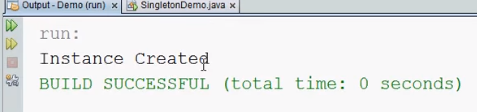 Output - Demo (run) x SingletonDemo.java x
run:
Instance Created
BUILD SUCCESSFUL (total time: 0 seconds)